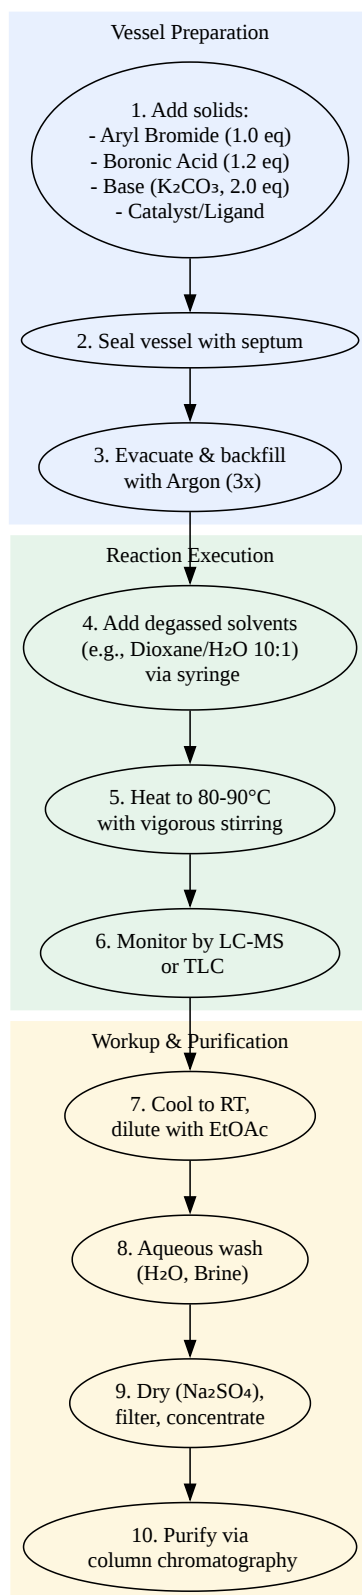 Vessel Preparation
1. Add solids:
- Aryl Bromide (1.0 eq)
- Boronic Acid (1.2 eq)
- Base (K₂CO₃, 2.0 eq)
- Catalyst/Ligand
2. Seal vessel with septum
3. Evacuate & backfill
with Argon (3x)
Reaction Execution
4. Add degassed solvents
(e.g., Dioxane/H₂O 10:1)
via syringe
5. Heat to 80-90°C
with vigorous stirring
6. Monitor by LC-MS
or TLC
Workup & Purification
7. Cool to RT,
dilute with EtOAc
8. Aqueous wash
(H₂O, Brine)
9. Dry (Na₂SO₄),
filter, concentrate
10. Purify via
column chromatography